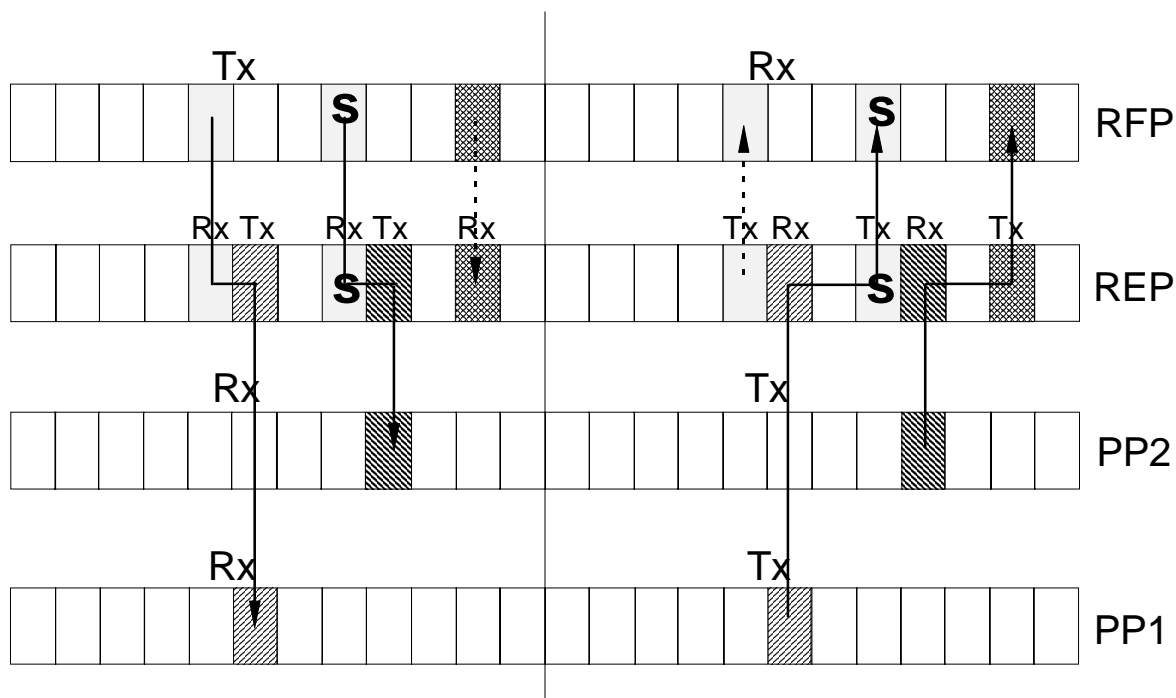 Tx Rx
S S RFP
Rx Tx Rx Tx Rx Tx Rx Tx Rx Tx
S S REP
Rx Tx
PP2
Rx Tx
PP1